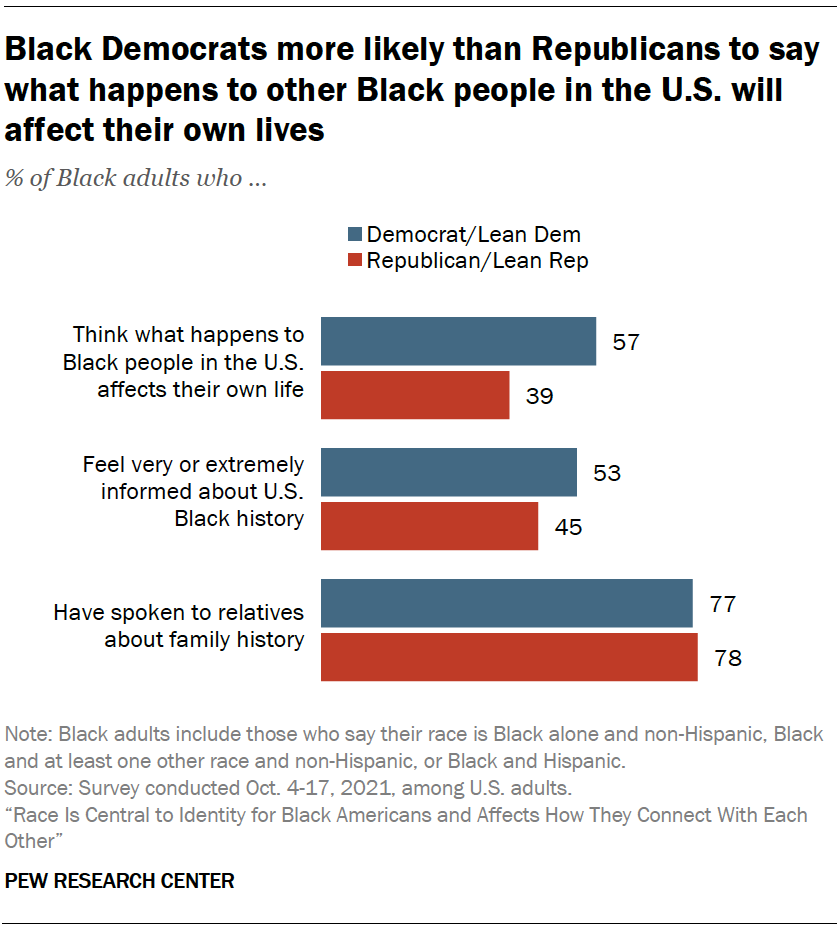 Black Democrats more likely than Republicans to say
what happens to other Black people in the U.S. will
affect their own lives
% of Black adults who ...
Democrat/Lean Dem
Republican/Lean Rep
Think what happens to
Black people in the U.S.
affects their own life
57
39
Feel very or extremely
informed about U.S.
Black history
53
45
Have spoken to relatives
about family history
77
78
Note: Black adults include those who say their race is Black alone and non-Hispanic, Black
and at least one other race and non-Hispanic, or Black and Hispanic.
Source: Survey conducted Oct. 4-17, 2021, among U.S. adults.
“Race Is Central to Identity for Black Americans and Affects How They Connect With Each
Other”
PEW RESEARCH CENTER